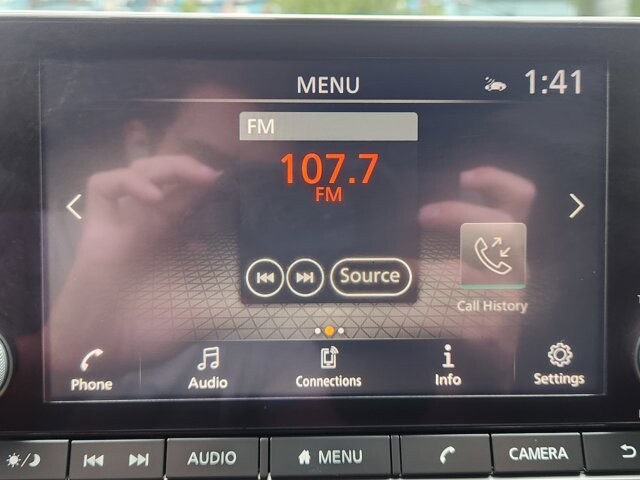 MENU
1:41
FM
107.7
FM
Source
Call History
Phone
Audio
Connections
Info
Settings
AUDIO
MENU
CAMERA